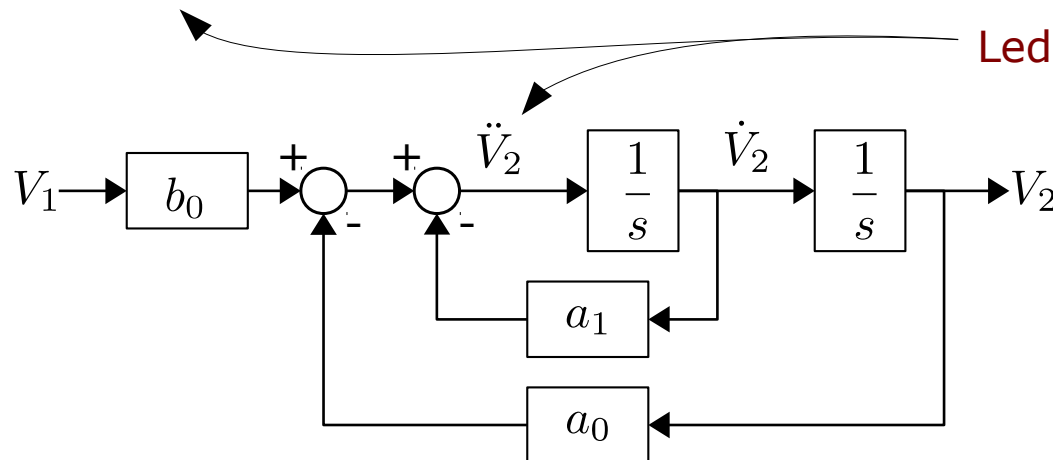 Led
+ + V̈₂ 1/s V̇₂ 1/s
V₁ b₀ V₂
- -
a₁
a₀